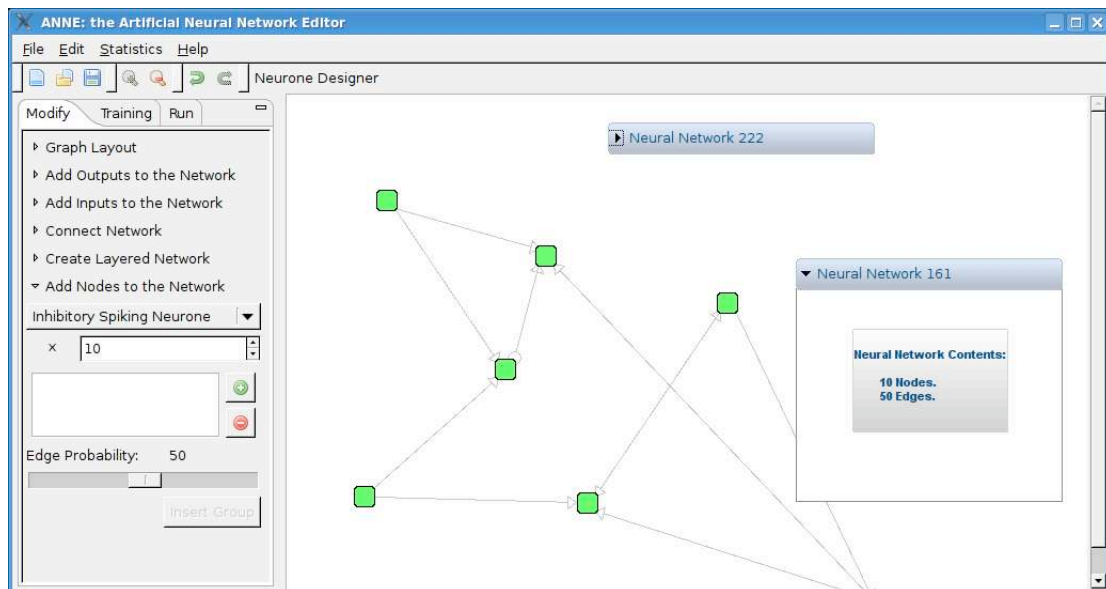 ANNE: the Artificial Neural Network Editor
File Edit Statistics Help
Neurone Designer
Modify Training Run
Graph Layout
Add Outputs to the Network
Add Inputs to the Network
Connect Network
Create Layered Network
Add Nodes to the Network
Inhibitory Spiking Neurone
× 10
Edge Probability: 50
Insert Group
Neural Network 222
Neural Network 161
Neural Network Contents:
10 Nodes.
50 Edges.